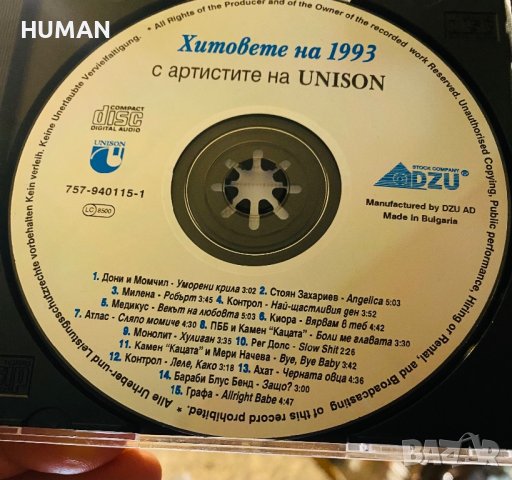 HUMAN
* All Rights of the Producer and of the Owner of the recorded work Reserved. Unauthorised Copying, Public performance, Hiring or Rental, and Broadcasting of this record prohibited. * Alle Urheber-und Leistungsschutzrechte vorbehalten Kein verleih. Keine Unerlaubte Vervielfaltigung.
Хитовете на 1993
с артистите на UNISON
COMPACT
disc
DIGITAL AUDIO
UNISON
757-940115-1
LC 8500
STOCK COMPANY
DZU ®
Manufactured by DZU AD
Made in Bulgaria
1. Дони и Момчил - Уморени крила 3:02 2. Стоян Захариев - Angelica 5:03
3. Милена - Робърт 3:45 4. Контрол - Най-щастливия ден 3:52
5. Медикус - Векът на любовта 5:03 6. Киора - Вярвам в теб 4:42
7. Атлас - Сляпо момиче 4:30 8. ПББ и Камен "Кацата" - Боли ме главата 3:30
9. Монолит - Хулиган 3:35 10. Рег Долс - Slow Shit 2:26
11. Камен "Кацата" и Мери Начева - Bye, Bye Baby 3:40
12. Контрол - Леле, Како 3:18 13. Ахат - Черната овца 4:36
14. Бараби Блус Бенд - Защо? 3:30
15. Графа - Allright Babe 4:47
bazar